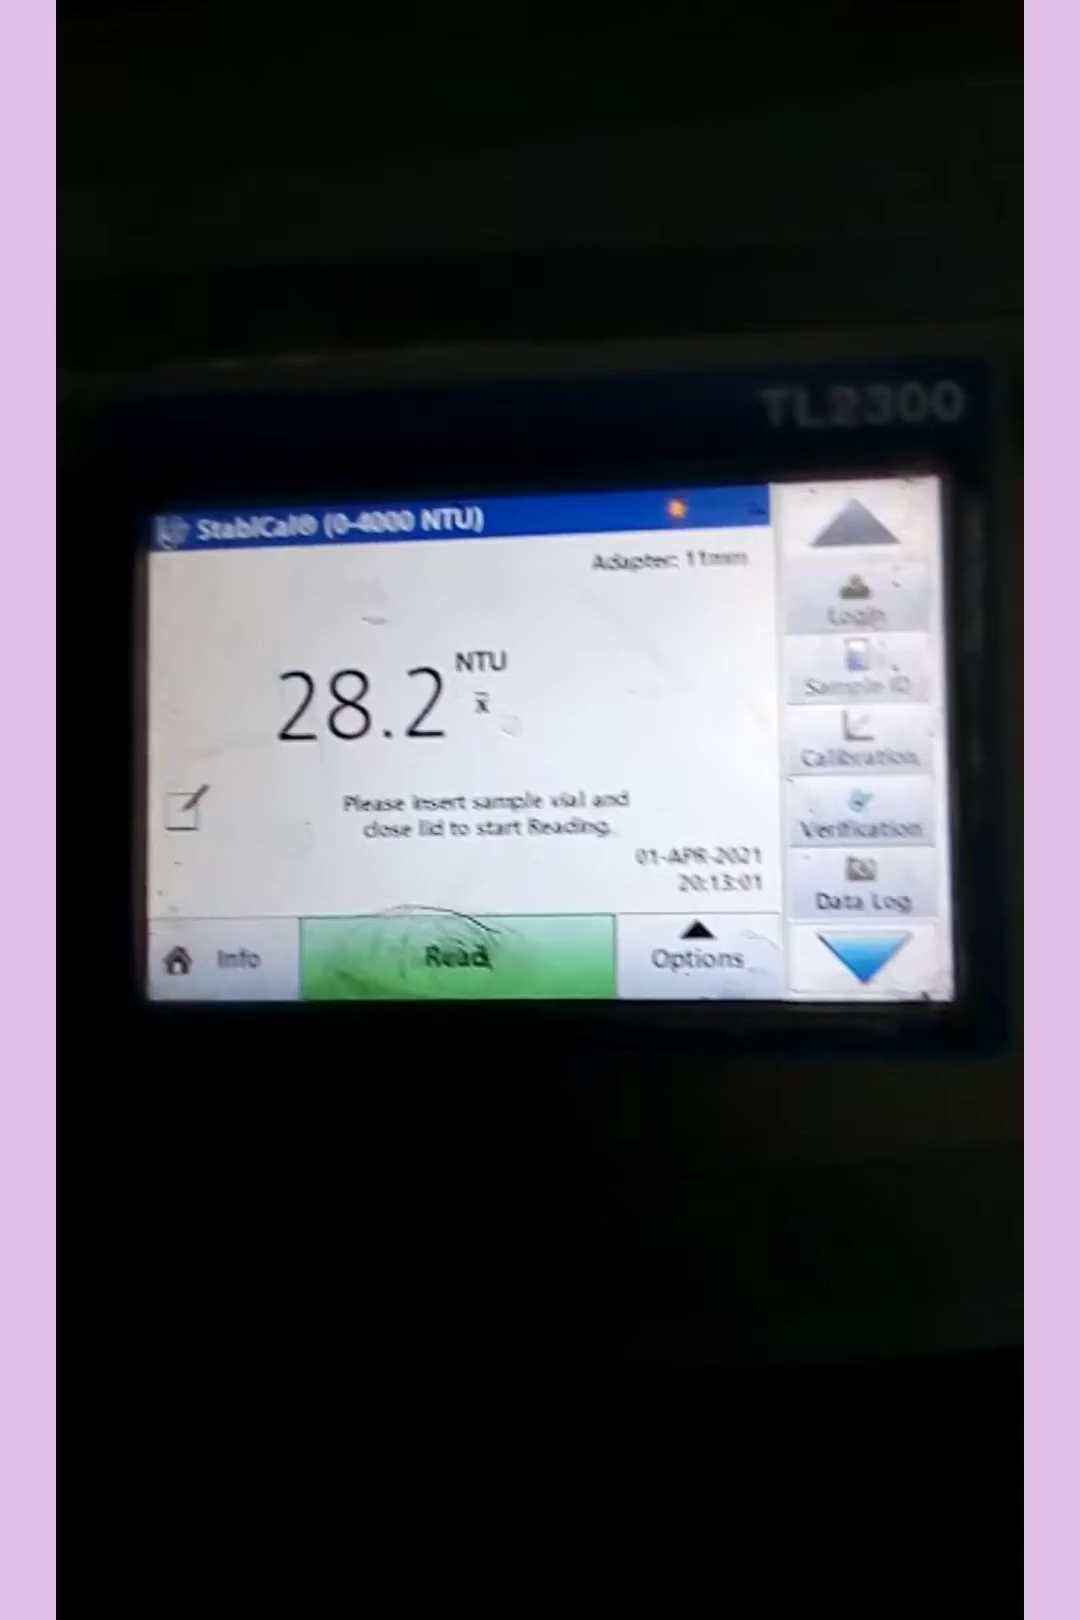 TL2300
StablCal® (0-4000 NTU)
Adapter: 11mm
28.2 NTU
x̄
Please insert sample vial and
close lid to start Reading.
01-APR-2021
20:13:01
Info
Read
Options
Login
Sample ID
Calibration
Verification
Data Log